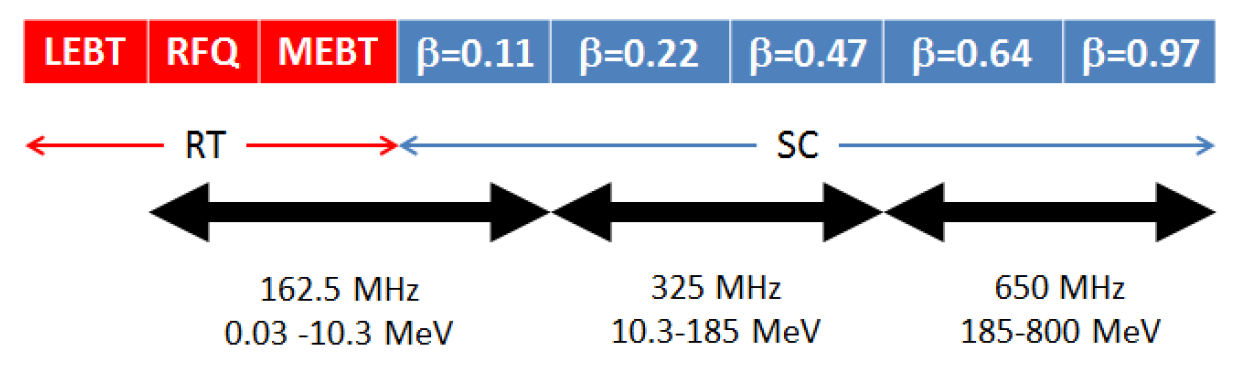 LEBT RFQ MEBT β=0.11 β=0.22 β=0.47 β=0.64 β=0.97
RT SC
162.5 MHz 325 MHz 650 MHz
0.03 -10.3 MeV 10.3-185 MeV 185-800 MeV